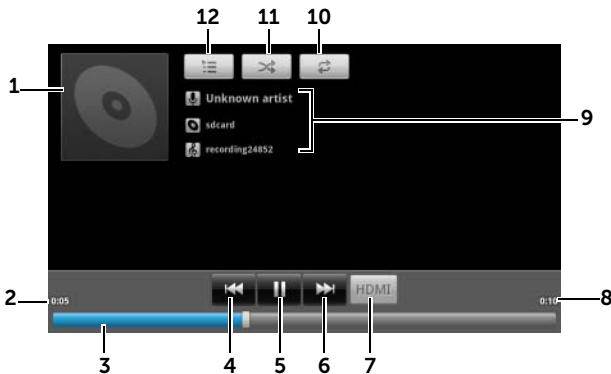 12 11 10
1
Unknown artist
9
sdcard
recording24852
HDMI
2 0:05 0:10 8
3 4 5 6 7